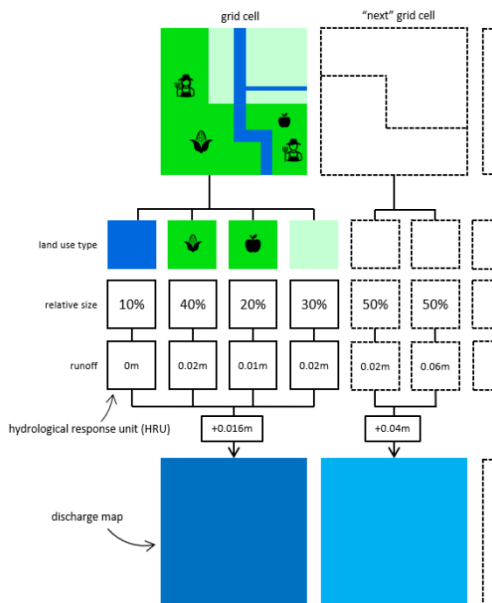 grid cell
“next” grid cell
land use type
relative size
10%
40%
20%
30%
50%
50%
runoff
0m
0.02m
0.01m
0.02m
0.02m
0.06m
hydrological response unit (HRU)
+0.016m
+0.04m
discharge map